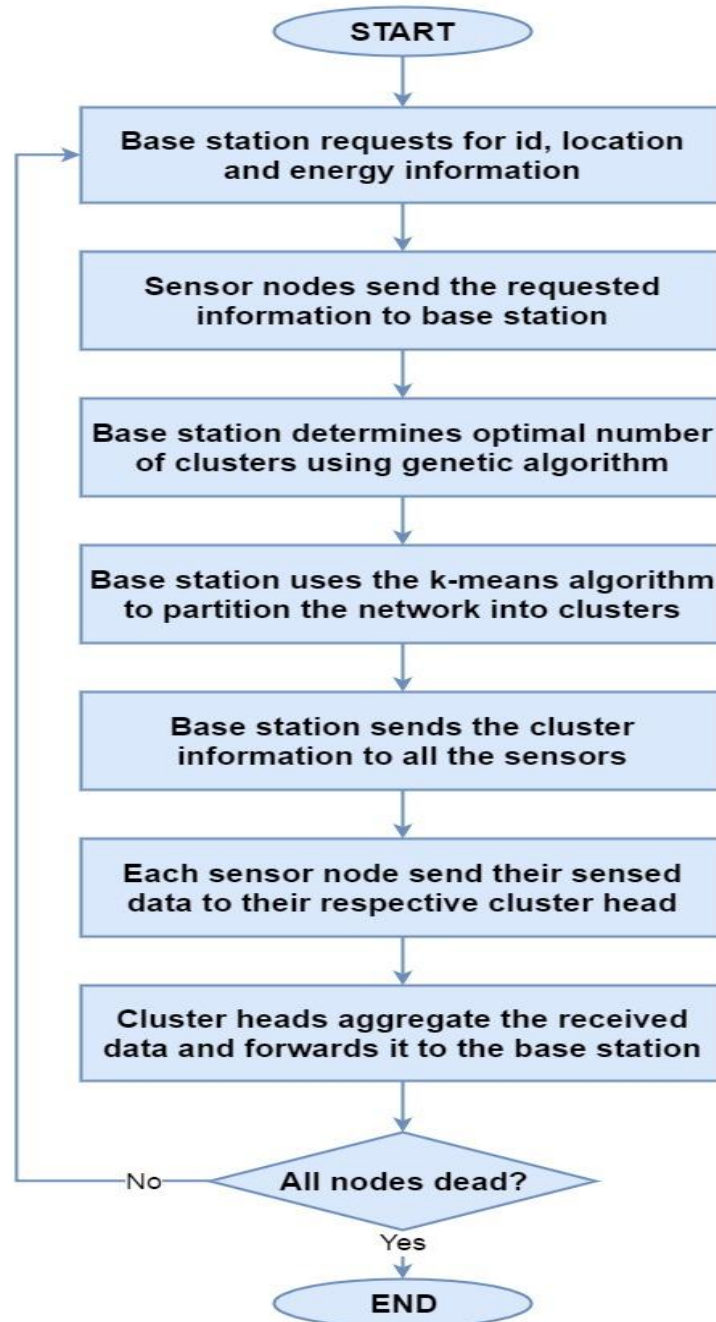 START
Base station requests for id, location
and energy information
Sensor nodes send the requested
information to base station
Base station determines optimal number
of clusters using genetic algorithm
Base station uses the k-means algorithm
to partition the network into clusters
Base station sends the cluster
information to all the sensors
Each sensor node send their sensed
data to their respective cluster head
Cluster heads aggregate the received
data and forwards it to the base station
No
All nodes dead?
Yes
END